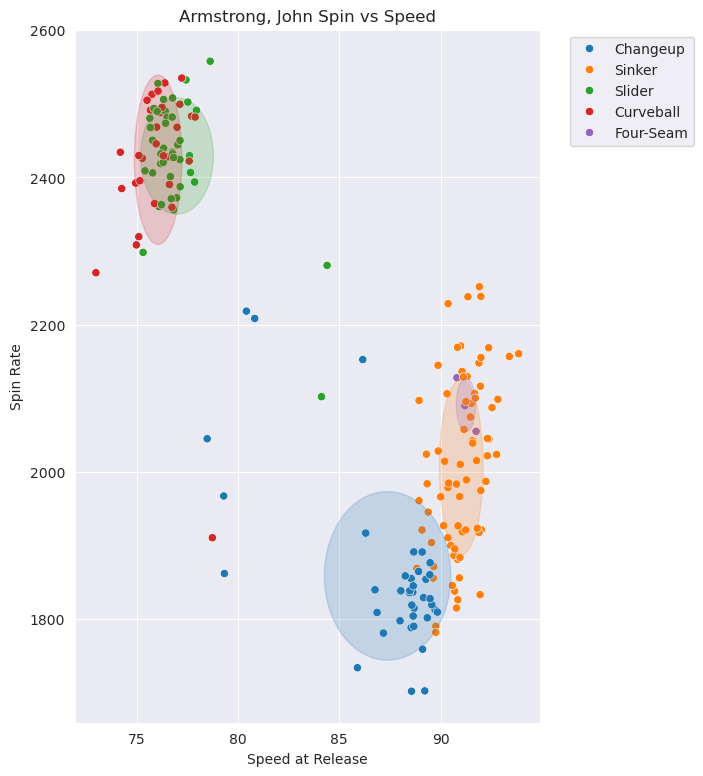 Armstrong, John Spin vs Speed
Changeup
Sinker
Slider
Curveball
Four-Seam
Spin Rate
2600
2400
2200
2000
1800
75
80
85
90
Speed at Release